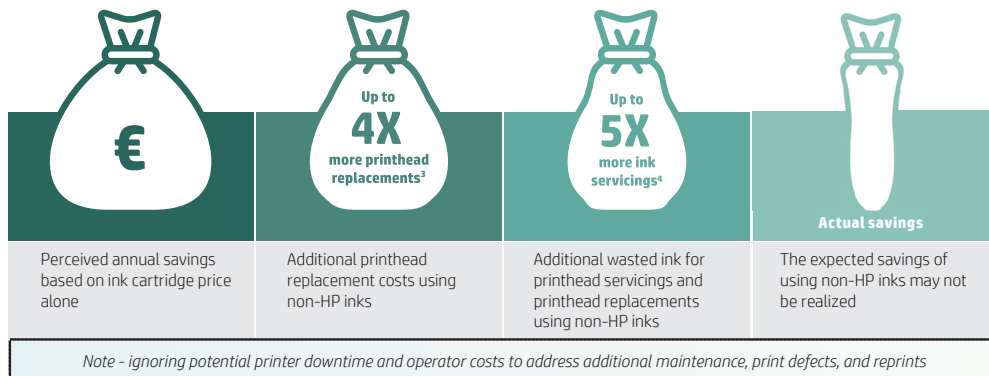 €
Up to
4X
more printhead
replacements³
Up to
5X
more ink
servicings⁴
Actual savings
Perceived annual savings
based on ink cartridge price
alone
Additional printhead
replacement costs using
non-HP inks
Additional wasted ink for
printhead servicings and
printhead replacements
using non-HP inks
The expected savings of
using non-HP inks may not
be realized
Note - ignoring potential printer downtime and operator costs to address additional maintenance, print defects, and reprints